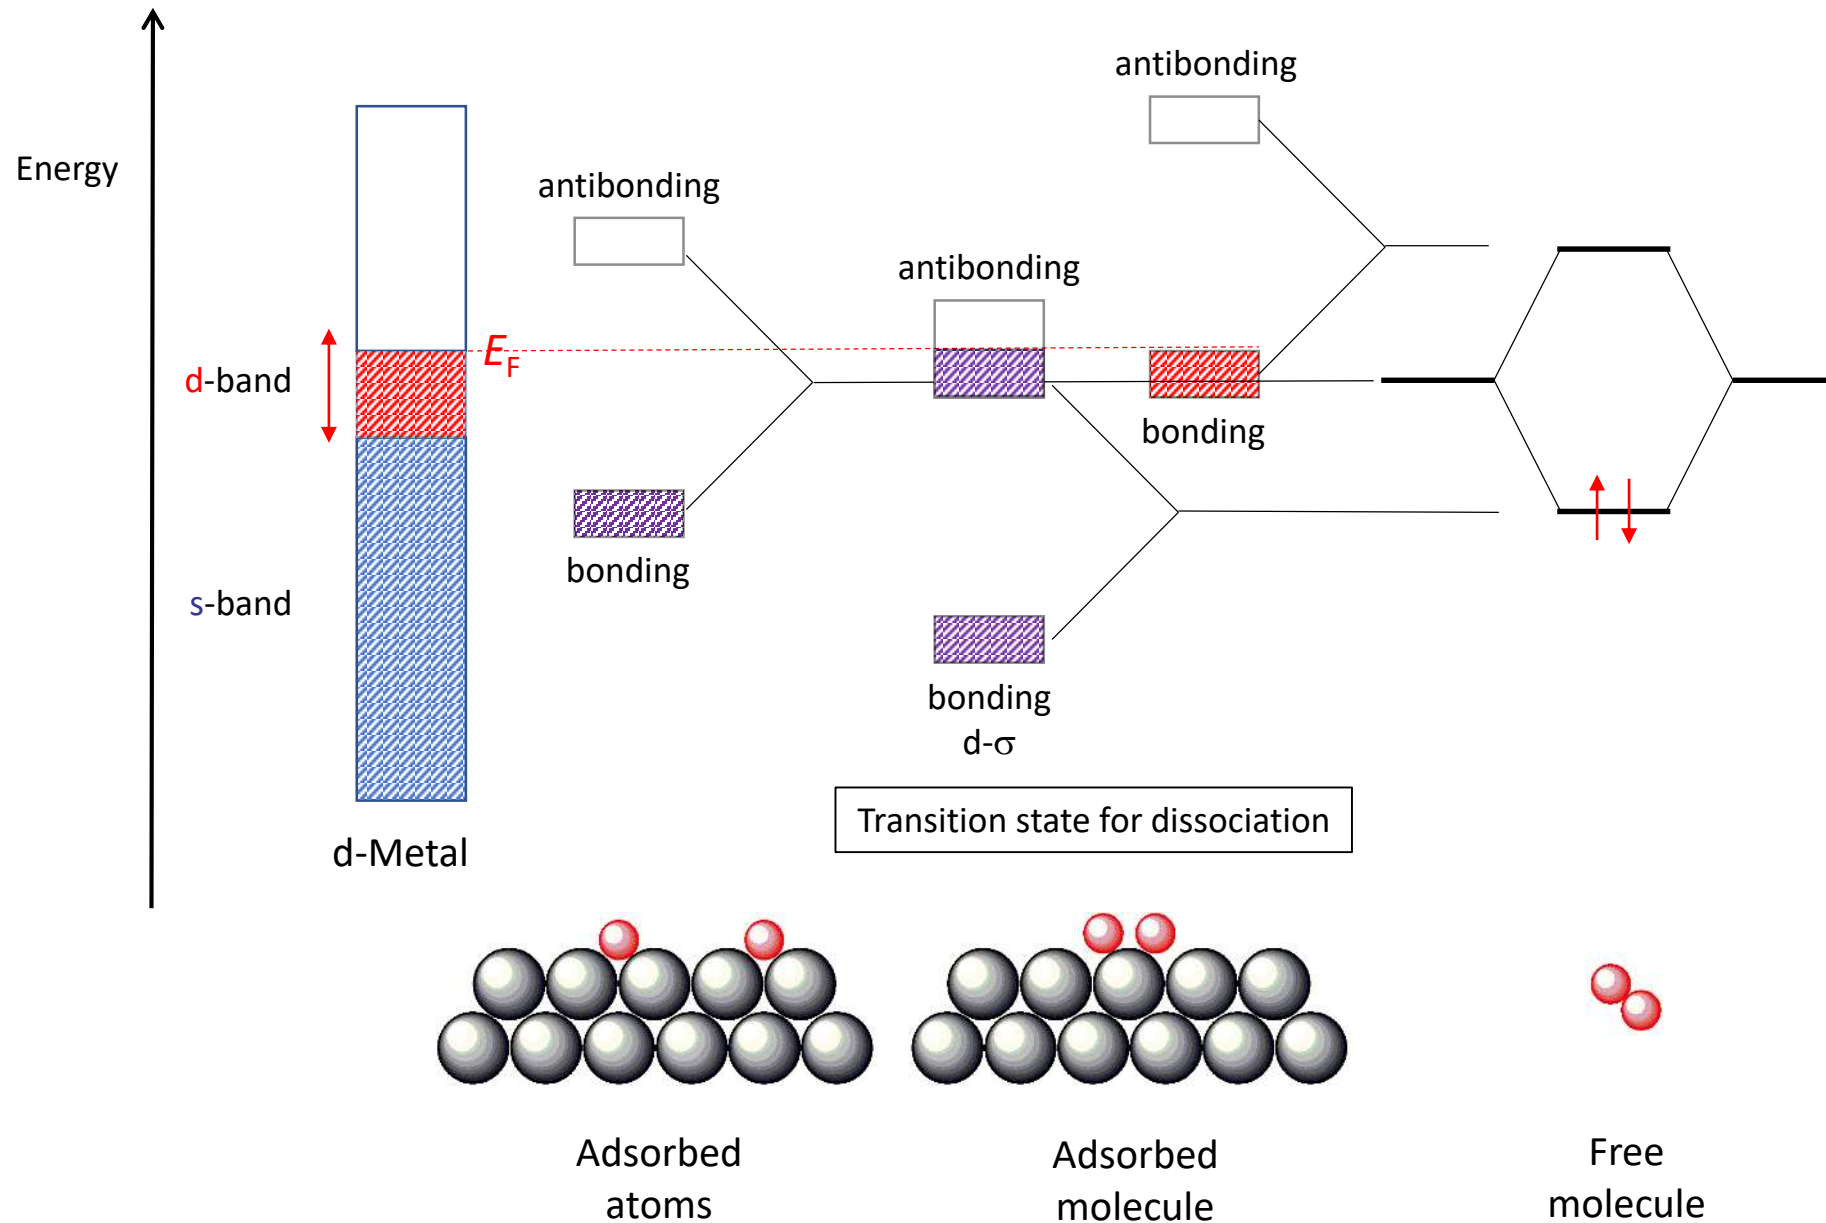 antibonding
Energy
antibonding
antibonding
E_F
d-band
bonding
bonding
s-band
bonding
d-σ
Transition state for dissociation
d-Metal
Adsorbed
atoms
Adsorbed
molecule
Free
molecule